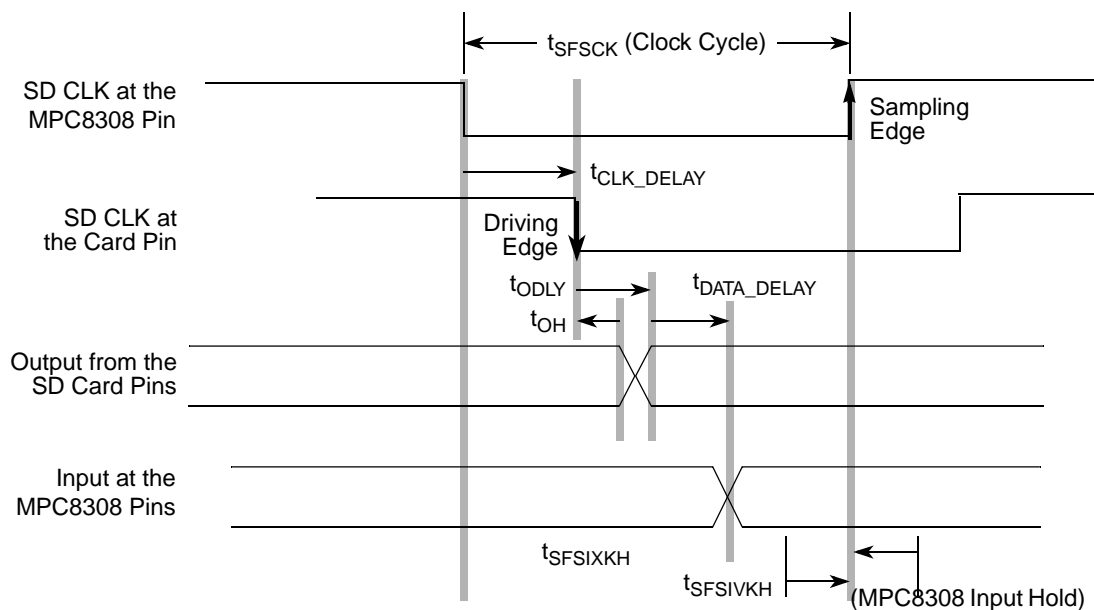 tSFSCK (Clock Cycle)
SD CLK at the
MPC8308 Pin
Sampling
Edge
tCLK_DELAY
SD CLK at
the Card Pin
Driving
Edge
tODLY
tDATA_DELAY
tOH
Output from the
SD Card Pins
Input at the
MPC8308 Pins
tSFSIXKH
tSFSIVKH
(MPC8308 Input Hold)